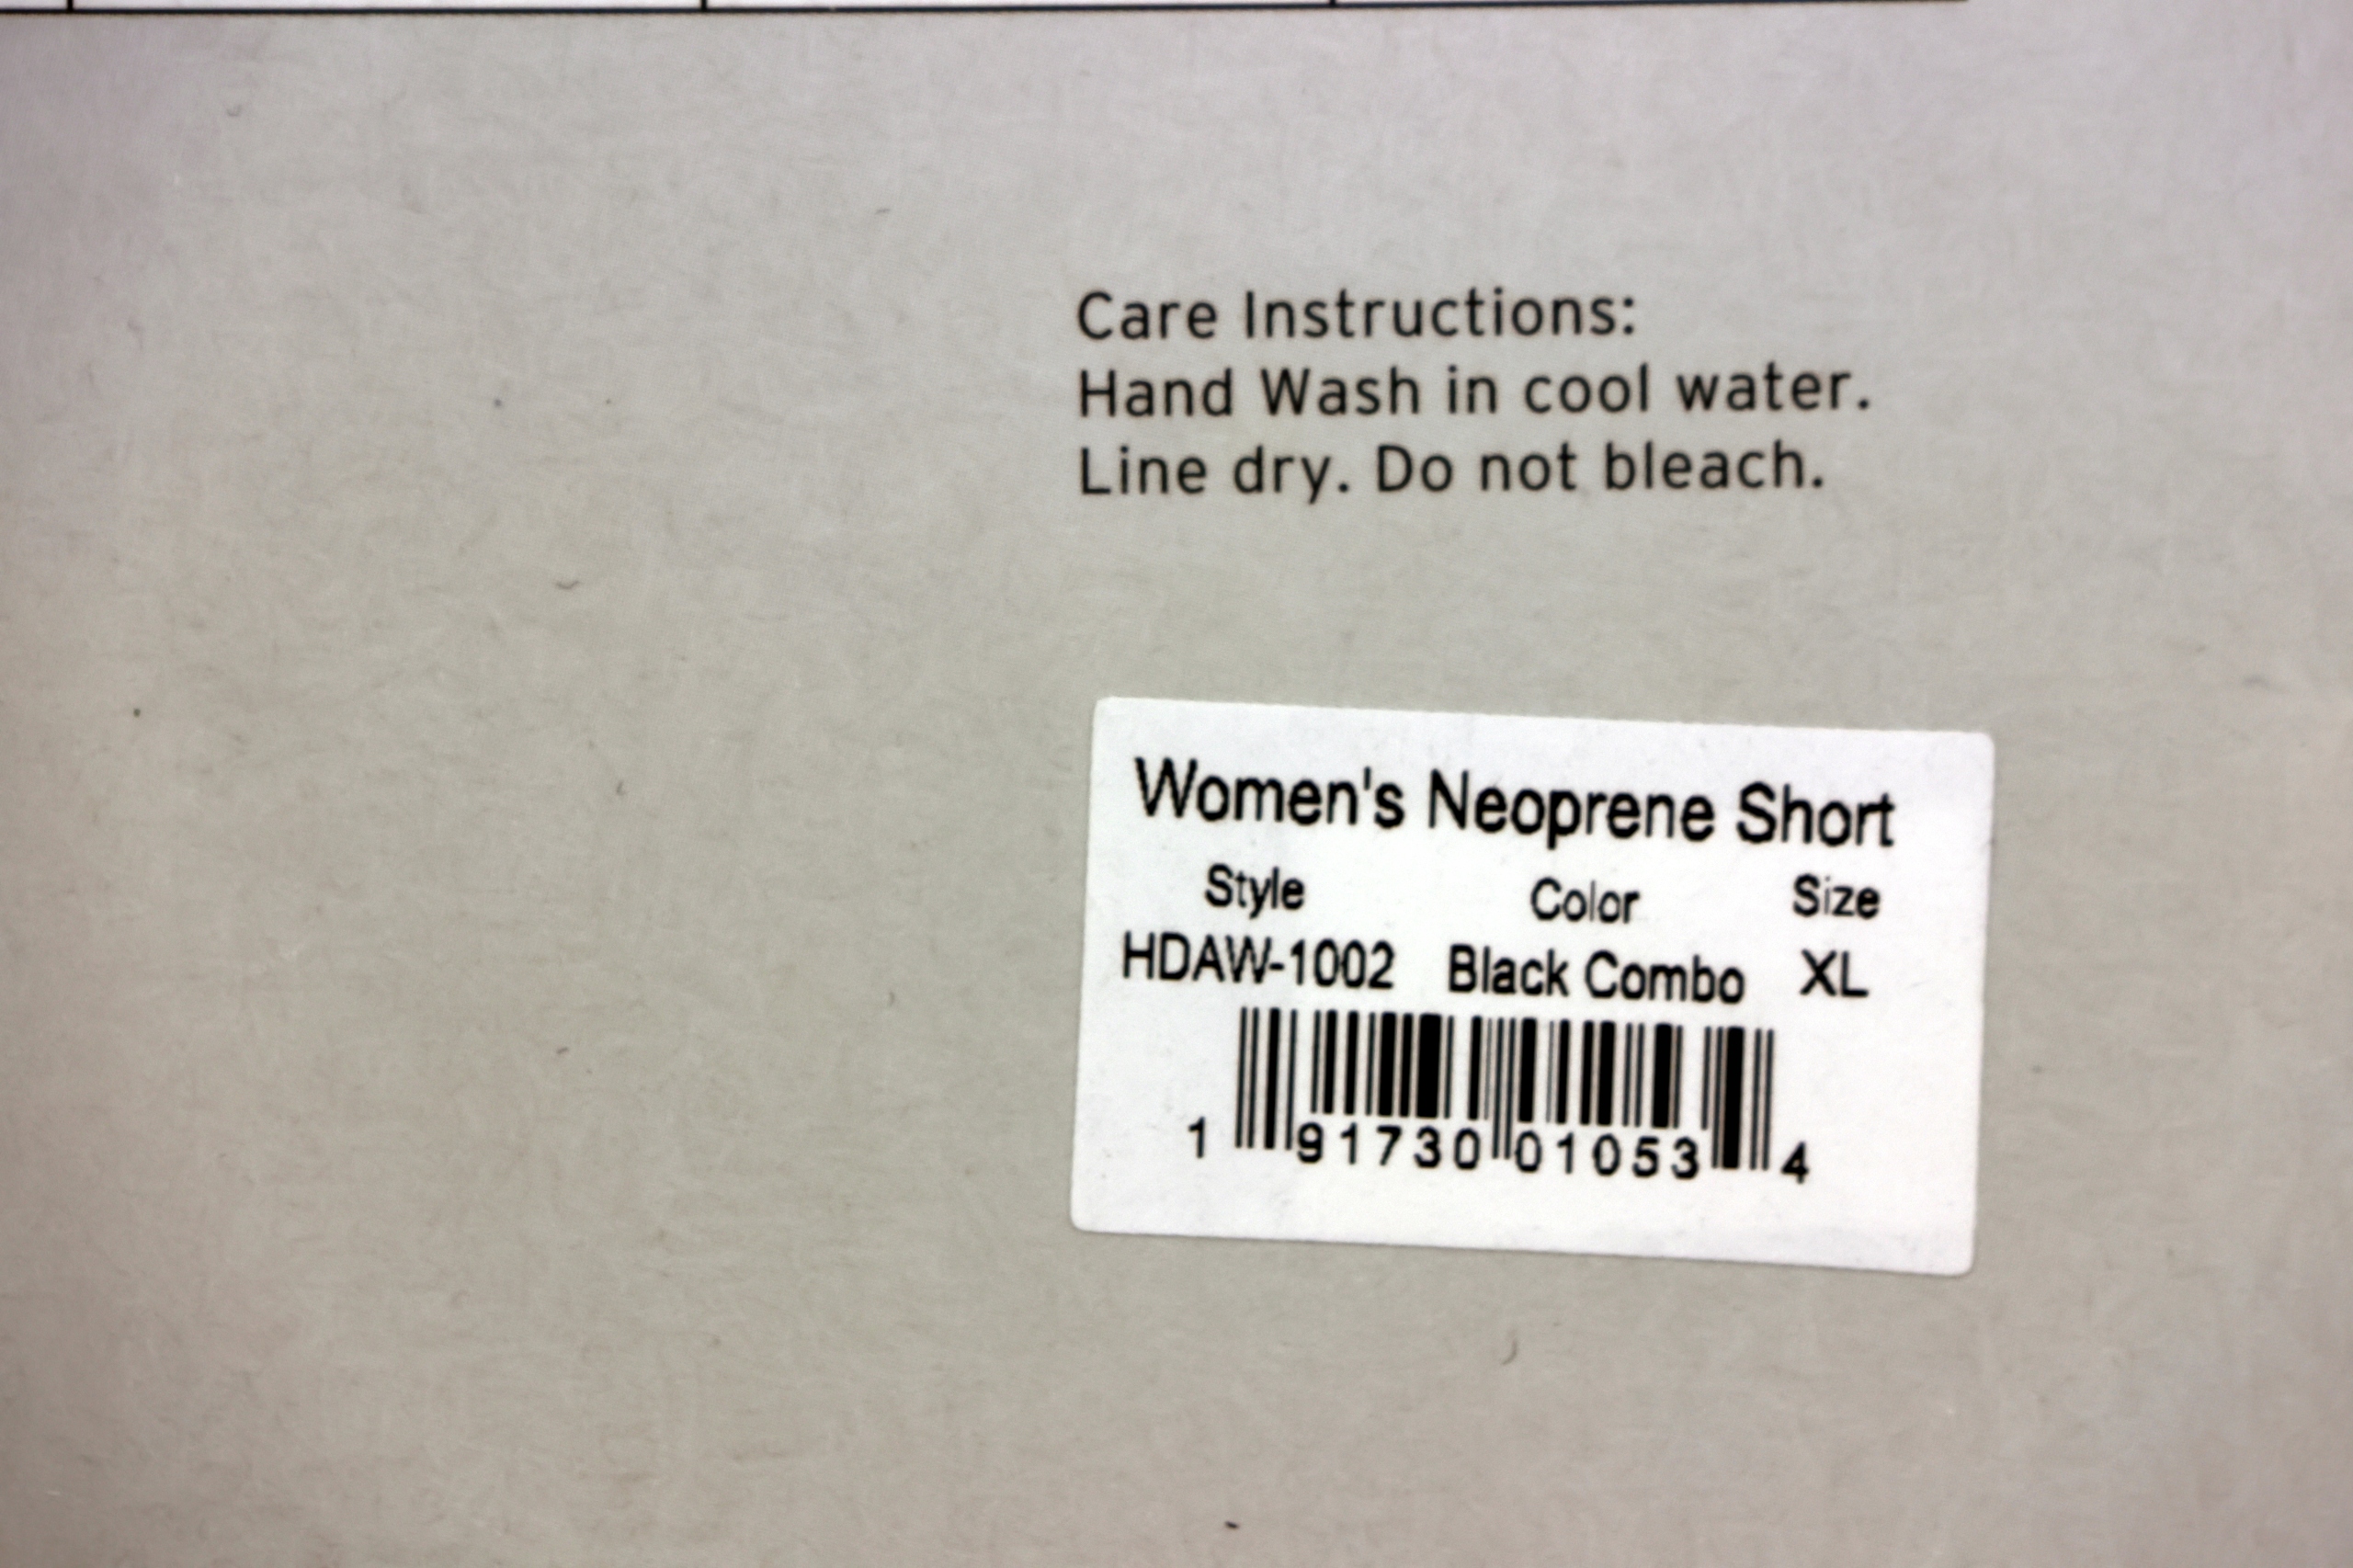 Care Instructions:
Hand Wash in cool water.
Line dry. Do not bleach.
Women's Neoprene Short
Style Color Size
HDAW-1002 Black Combo XL
1 91730 01053 4